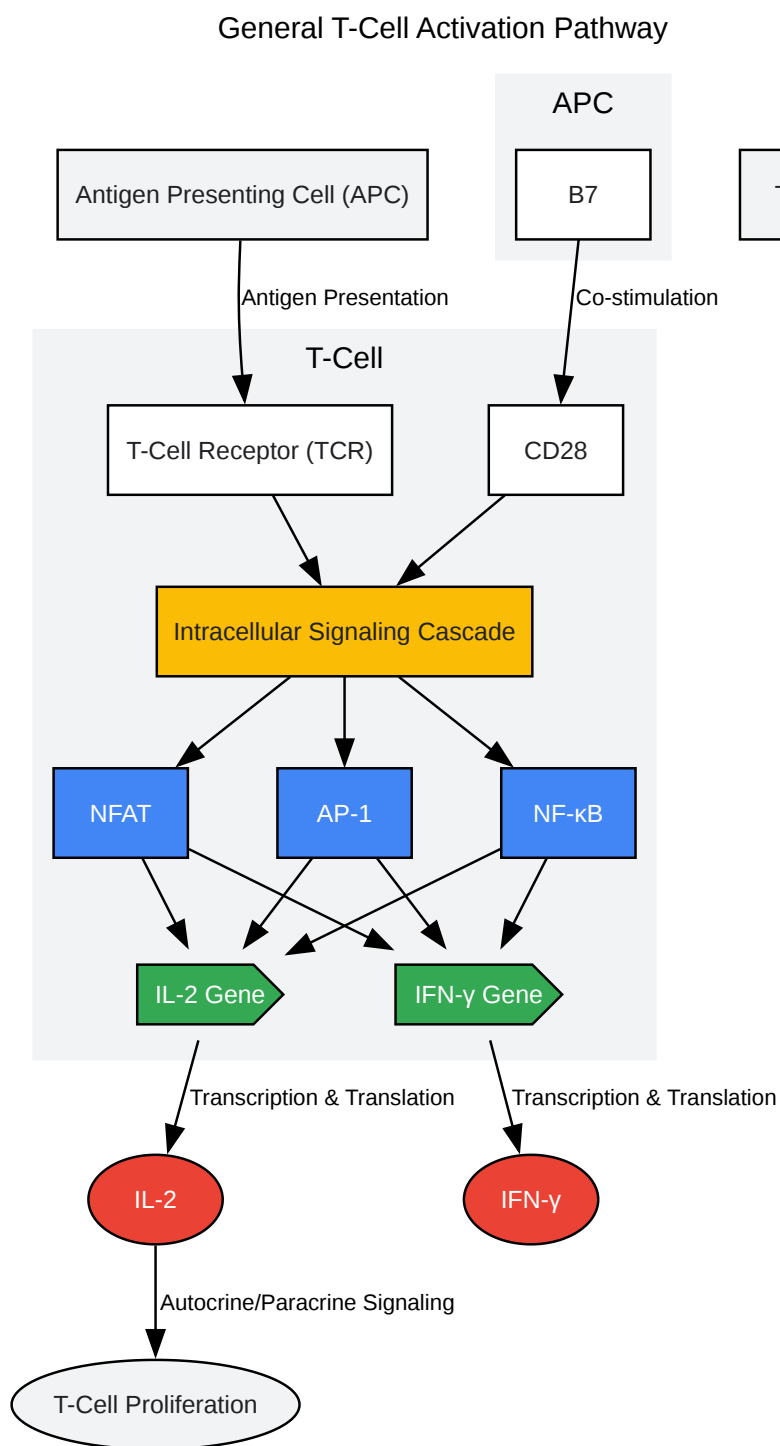 General T-Cell Activation Pathway
APC
Antigen Presenting Cell (APC)
B7
Antigen Presentation
Co-stimulation
T-Cell
T-Cell Receptor (TCR)
CD28
Intracellular Signaling Cascade
NFAT
AP-1
NF-κB
IL-2 Gene
IFN-γ Gene
Transcription & Translation
Transcription & Translation
IL-2
IFN-γ
Autocrine/Paracrine Signaling
T-Cell Proliferation